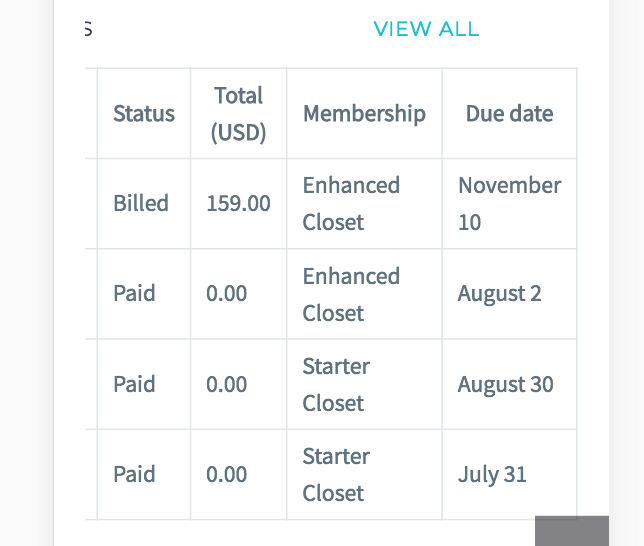 S VIEW ALL
Status Total (USD) Membership Due date
Billed 159.00 Enhanced Closet November 10
Paid 0.00 Enhanced Closet August 2
Paid 0.00 Starter Closet August 30
Paid 0.00 Starter Closet July 31